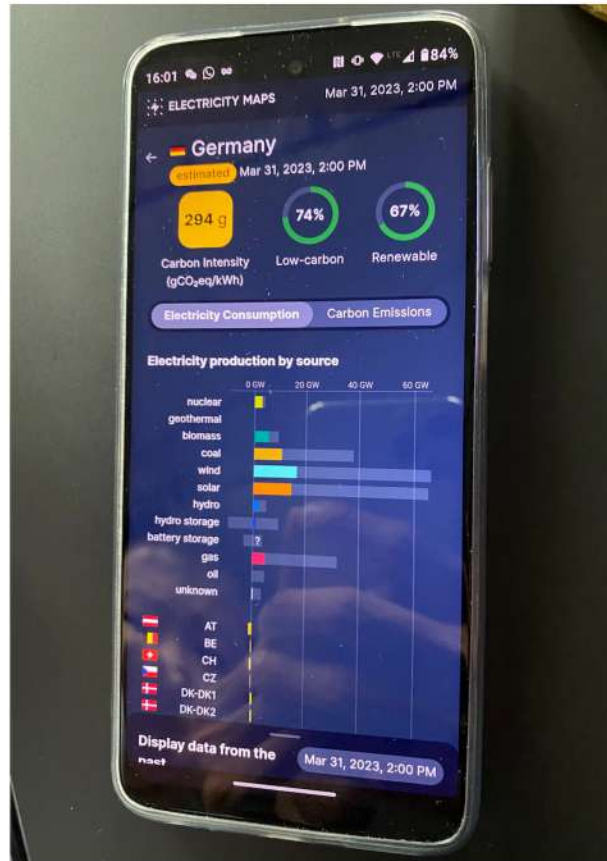 16:01
LTE 84%
ELECTRICITY MAPS
Mar 31, 2023, 2:00 PM
Germany
estimated Mar 31, 2023, 2:00 PM
294 g
74%
67%
Carbon Intensity
(gCO₂eq/kWh)
Low-carbon
Renewable
Electricity Consumption
Carbon Emissions
Electricity production by source
0 GW 20 GW 40 GW 60 GW
nuclear
geothermal
biomass
coal
wind
solar
hydro
hydro storage
battery storage ?
gas
oil
unknown
AT
BE
CH
CZ
DK-DK1
DK-DK2
Display data from the
past
Mar 31, 2023, 2:00 PM